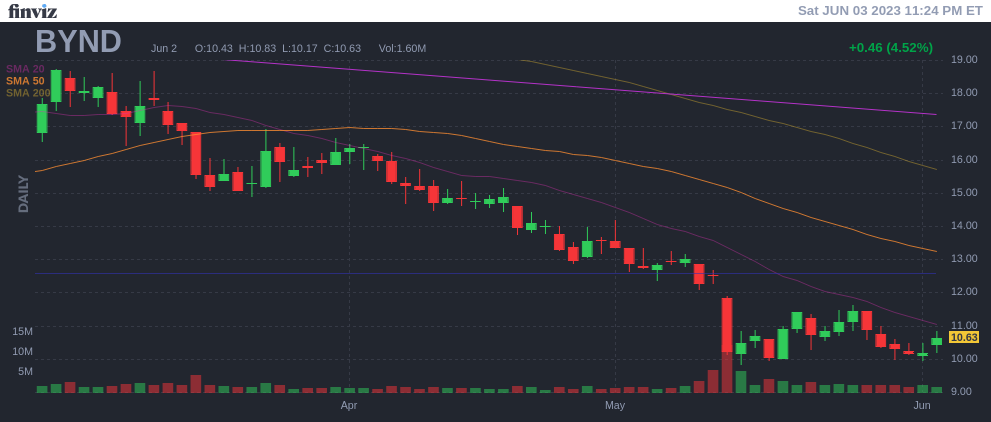 finviz
Sat JUN 03 2023 11:24 PM ET
BYND
Jun 2 O:10.43 H:10.83 L:10.17 C:10.63 Vol:1.60M
+0.46 (4.52%)
SMA 20
SMA 50
SMA 200
DAILY
19.00
18.00
17.00
16.00
15.00
14.00
13.00
12.00
11.00
10.63
10.00
9.00
15M
10M
5M
Apr
May
Jun